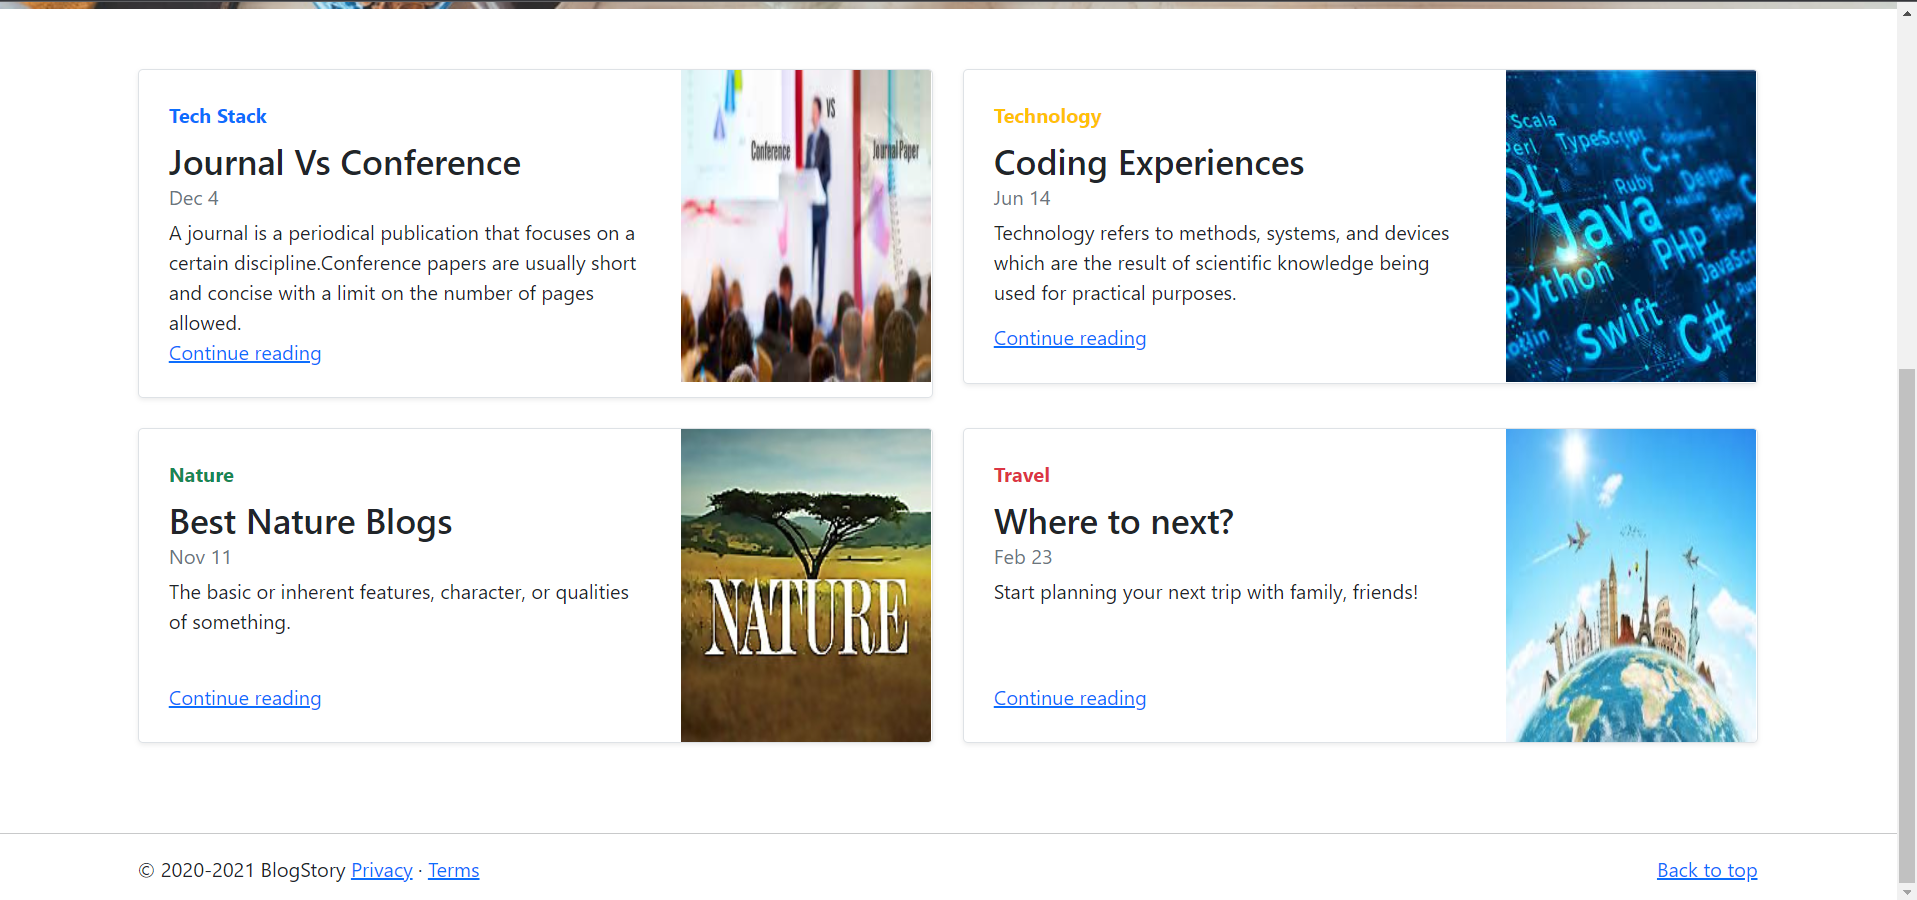 Tech Stack
Journal Vs Conference
Dec 4
A journal is a periodical publication that focuses on a
certain discipline.Conference papers are usually short
and concise with a limit on the number of pages
allowed.
Continue reading
VS
Conference
Journal Paper
Technology
Coding Experiences
Jun 14
Technology refers to methods, systems, and devices
which are the result of scientific knowledge being
used for practical purposes.
Continue reading
Scala
TypeScript
C++
Ruby
Delphi
Java
PHP
Python
Swift
C#
Nature
Best Nature Blogs
Nov 11
The basic or inherent features, character, or qualities
of something.
Continue reading
NATURE
Travel
Where to next?
Feb 23
Start planning your next trip with family, friends!
Continue reading
© 2020-2021 BlogStory Privacy · Terms
Back to top